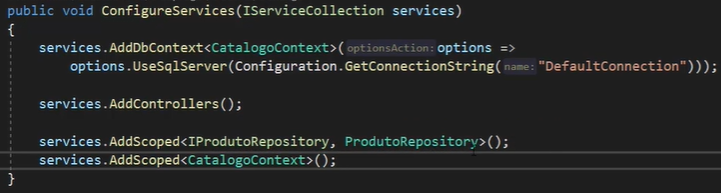 public void ConfigureServices(IServiceCollection services)
{
services.AddDbContext<CatalogoContext>(optionsAction: options =>
options.UseSqlServer(Configuration.GetConnectionString(name: "DefaultConnection")));
services.AddControllers();
services.AddScoped<IProdutoRepository, ProdutoRepository>();
services.AddScoped<CatalogoContext>();
}